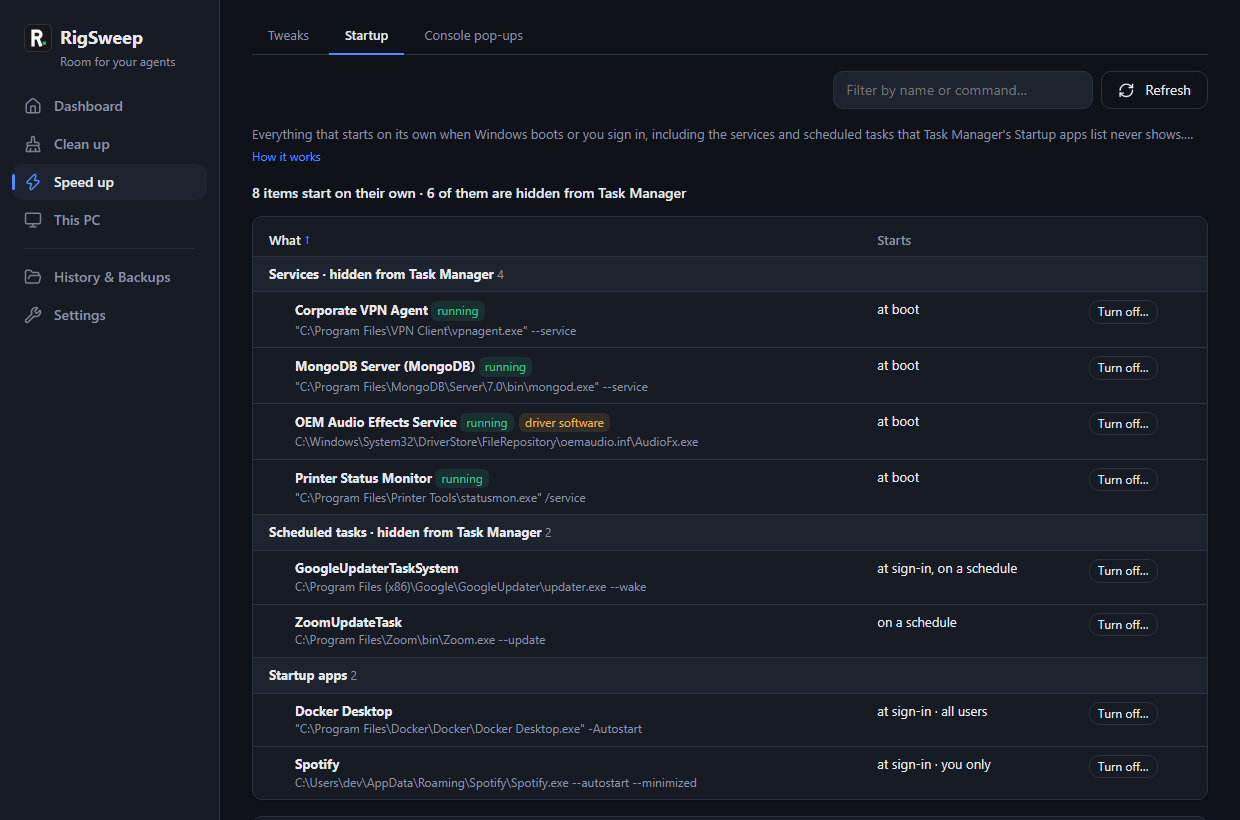 R.
RigSweep
Room for your agents
Dashboard
Clean up
Speed up
This PC
History & Backups
Settings
Tweaks
Startup
Console pop-ups
Filter by name or command...
Refresh
Everything that starts on its own when Windows boots or you sign in, including the services and scheduled tasks that Task Manager's Startup apps list never shows....
How it works
8 items start on their own · 6 of them are hidden from Task Manager
What ↑ Starts
Services · hidden from Task Manager 4
Corporate VPN Agent running at boot Turn off...
"C:\Program Files\VPN Client\vpnagent.exe" --service
MongoDB Server (MongoDB) running at boot Turn off...
"C:\Program Files\MongoDB\Server\7.0\bin\mongod.exe" --service
OEM Audio Effects Service running driver software at boot Turn off...
C:\Windows\System32\DriverStore\FileRepository\oemaudio.inf\AudioFx.exe
Printer Status Monitor running at boot Turn off...
"C:\Program Files\Printer Tools\statusmon.exe" /service
Scheduled tasks · hidden from Task Manager 2
GoogleUpdaterTaskSystem at sign-in, on a schedule Turn off...
C:\Program Files (x86)\Google\GoogleUpdater\updater.exe --wake
ZoomUpdateTask on a schedule Turn off...
C:\Program Files\Zoom\bin\Zoom.exe --update
Startup apps 2
Docker Desktop at sign-in · all users Turn off...
"C:\Program Files\Docker\Docker\Docker Desktop.exe" -Autostart
Spotify at sign-in · you only Turn off...
C:\Users\dev\AppData\Roaming\Spotify\Spotify.exe --autostart --minimized